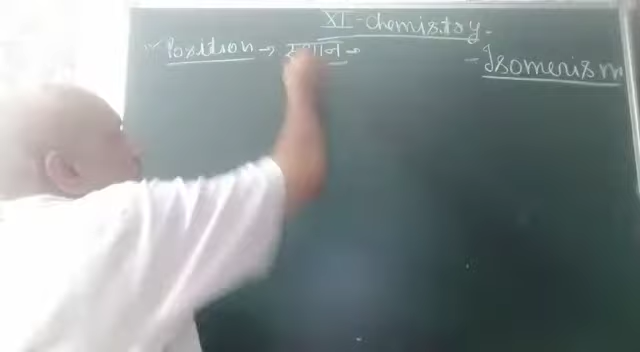 XI-chemistry.
Position → स्थान →
- Isomerism